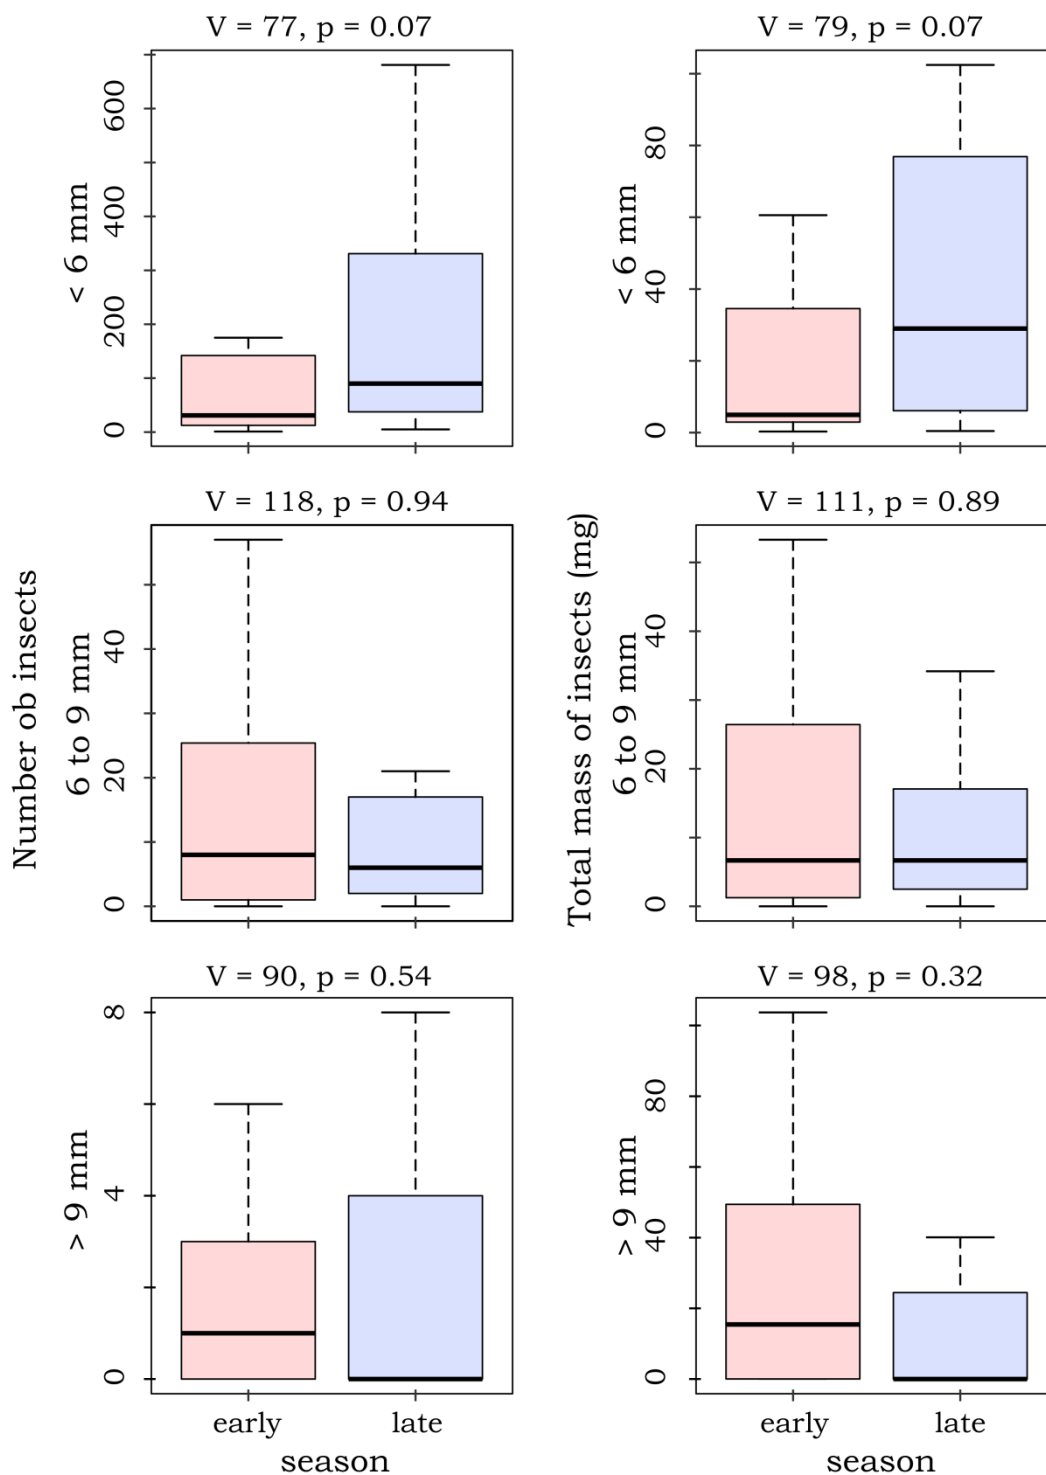 V = 77, p = 0.07
< 6 mm
0
200
400
600
V = 79, p = 0.07
< 6 mm
0
40
80
Number ob insects
V = 118, p = 0.94
6 to 9 mm
0
20
40
Total mass of insects (mg)
V = 111, p = 0.89
6 to 9 mm
0
20
40
V = 90, p = 0.54
> 9 mm
0
4
8
early
late
season
V = 98, p = 0.32
> 9 mm
0
40
80
early
late
season